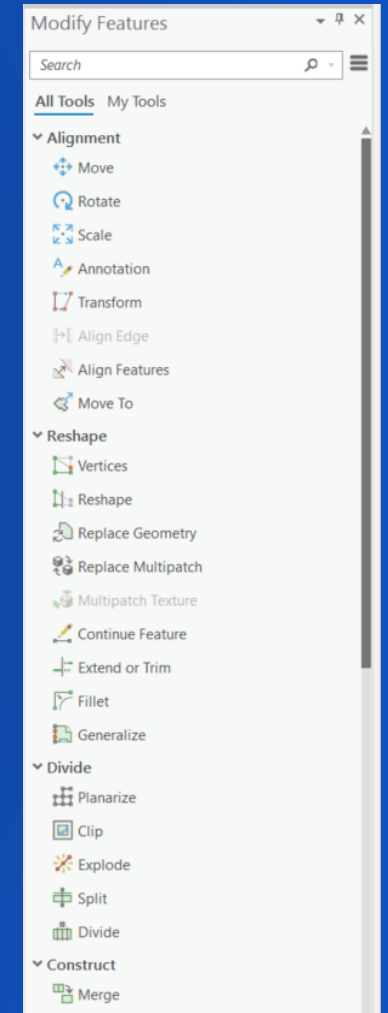 Modify Features
Search
All Tools My Tools
Alignment
Move
Rotate
Scale
Annotation
Transform
Align Edge
Align Features
Move To
Reshape
Vertices
Reshape
Replace Geometry
Replace Multipatch
Multipatch Texture
Continue Feature
Extend or Trim
Fillet
Generalize
Divide
Planarize
Clip
Explode
Split
Divide
Construct
Merge